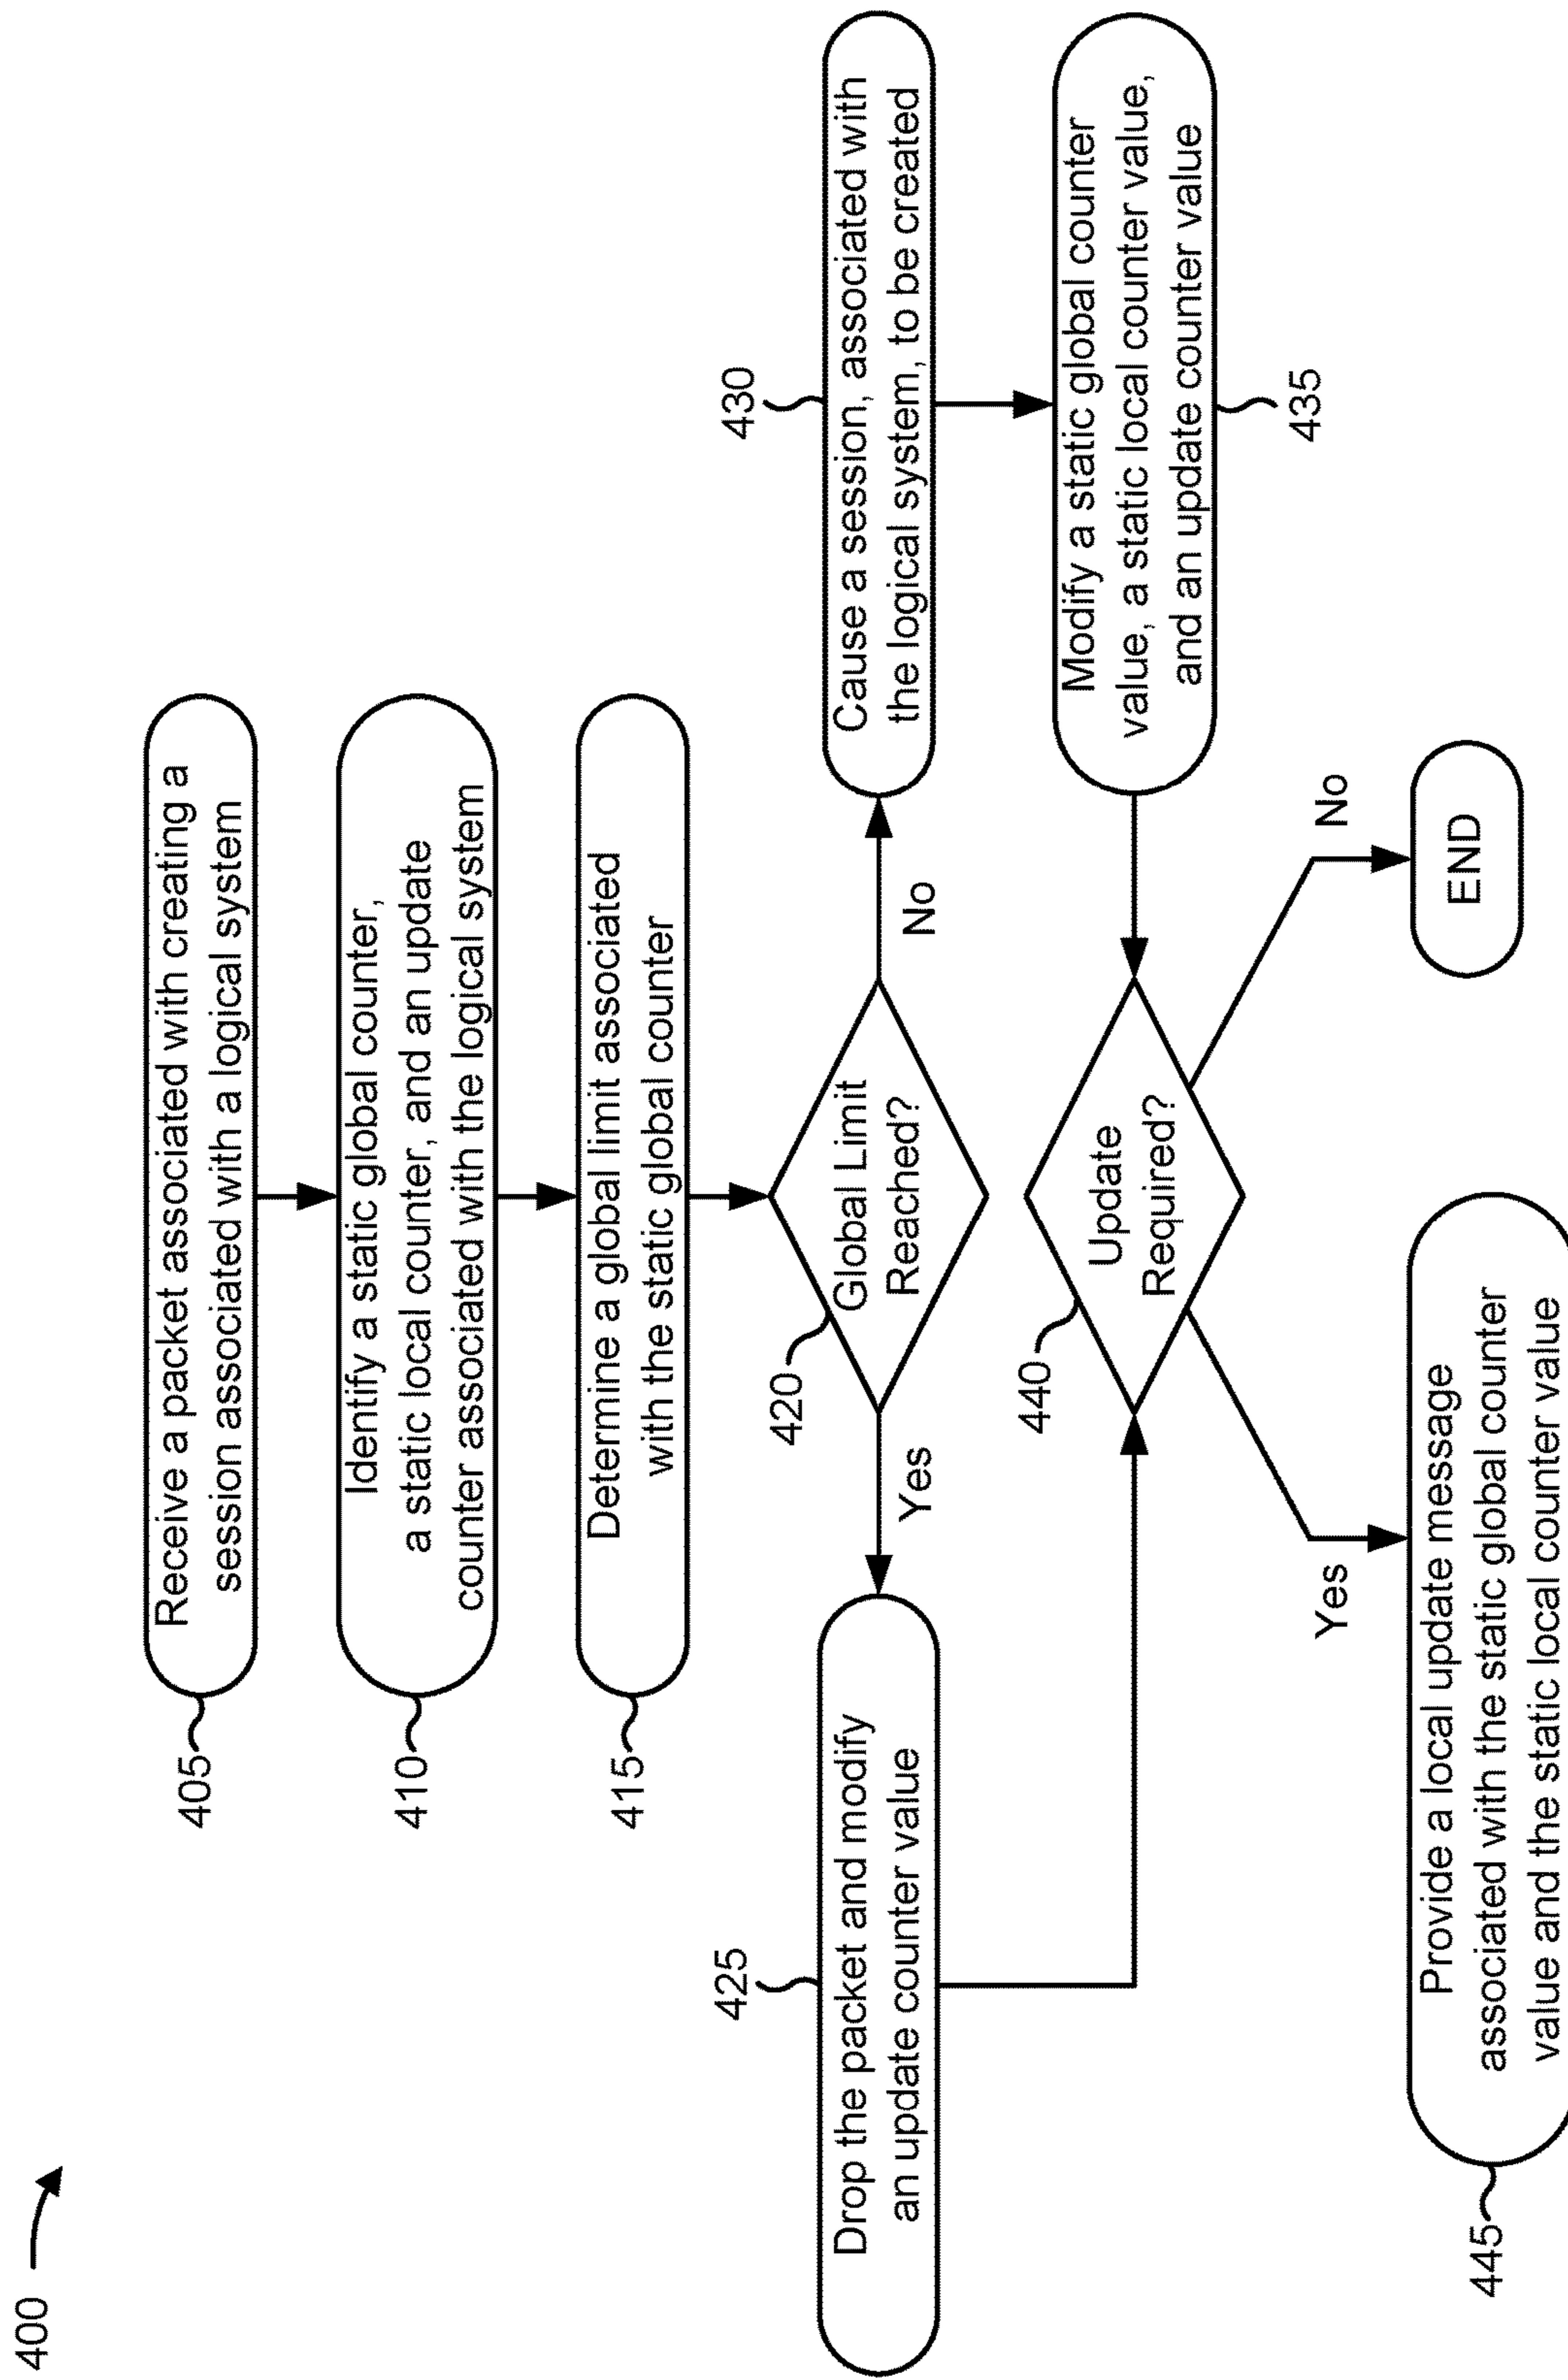 400
405
Receive a packet associated with creating a
session associated with a logical system
410
Identify a static global counter,
a static local counter, and an update
counter associated with the logical system
415
Determine a global limit associated
with the static global counter
420
Global Limit
Reached?
Yes
No
425
Drop the packet and modify
an update counter value
430
Cause a session, associated with
the logical system, to be created
435
Modify a static global counter
value, a static local counter value,
and an update counter value
440
Update
Required?
Yes
No
445
Provide a local update message
associated with the static global counter
value and the static local counter value
END